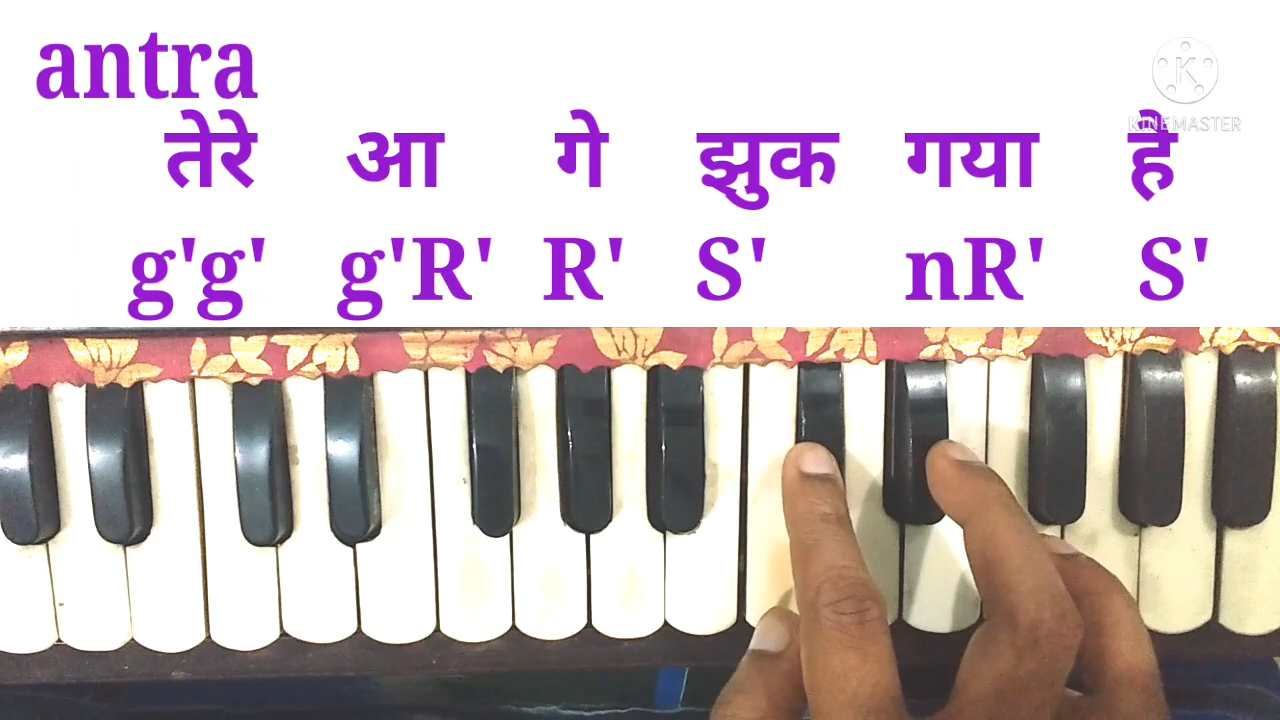 antra
तेरे आ गे झुक गया हे
KINEMASTER
g'g' g'R' R' S' nR' S'